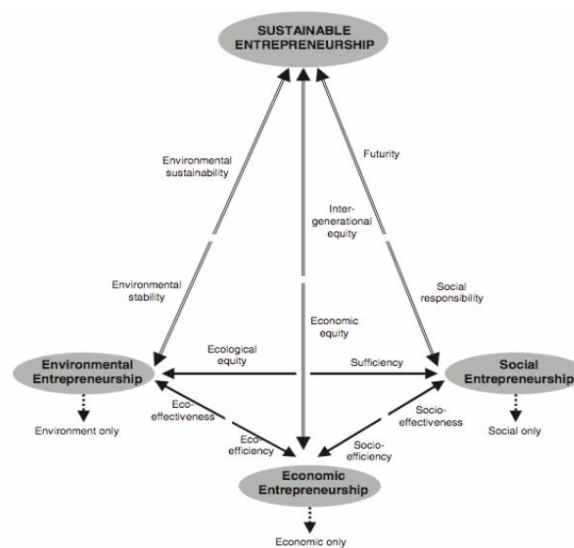 SUSTAINABLE
ENTREPRENEURSHIP
Environmental
sustainability
Futurity
Inter-
generational
equity
Environmental
stability
Social
responsibility
Economic
equity
Ecological
equity
Sufficiency
Environmental
Entrepreneurship
Social
Entrepreneurship
Eco-
effectiveness
Socio-
effectiveness
Environment only
Social only
Eco-
efficiency
Socio-
efficiency
Economic
Entrepreneurship
Economic only